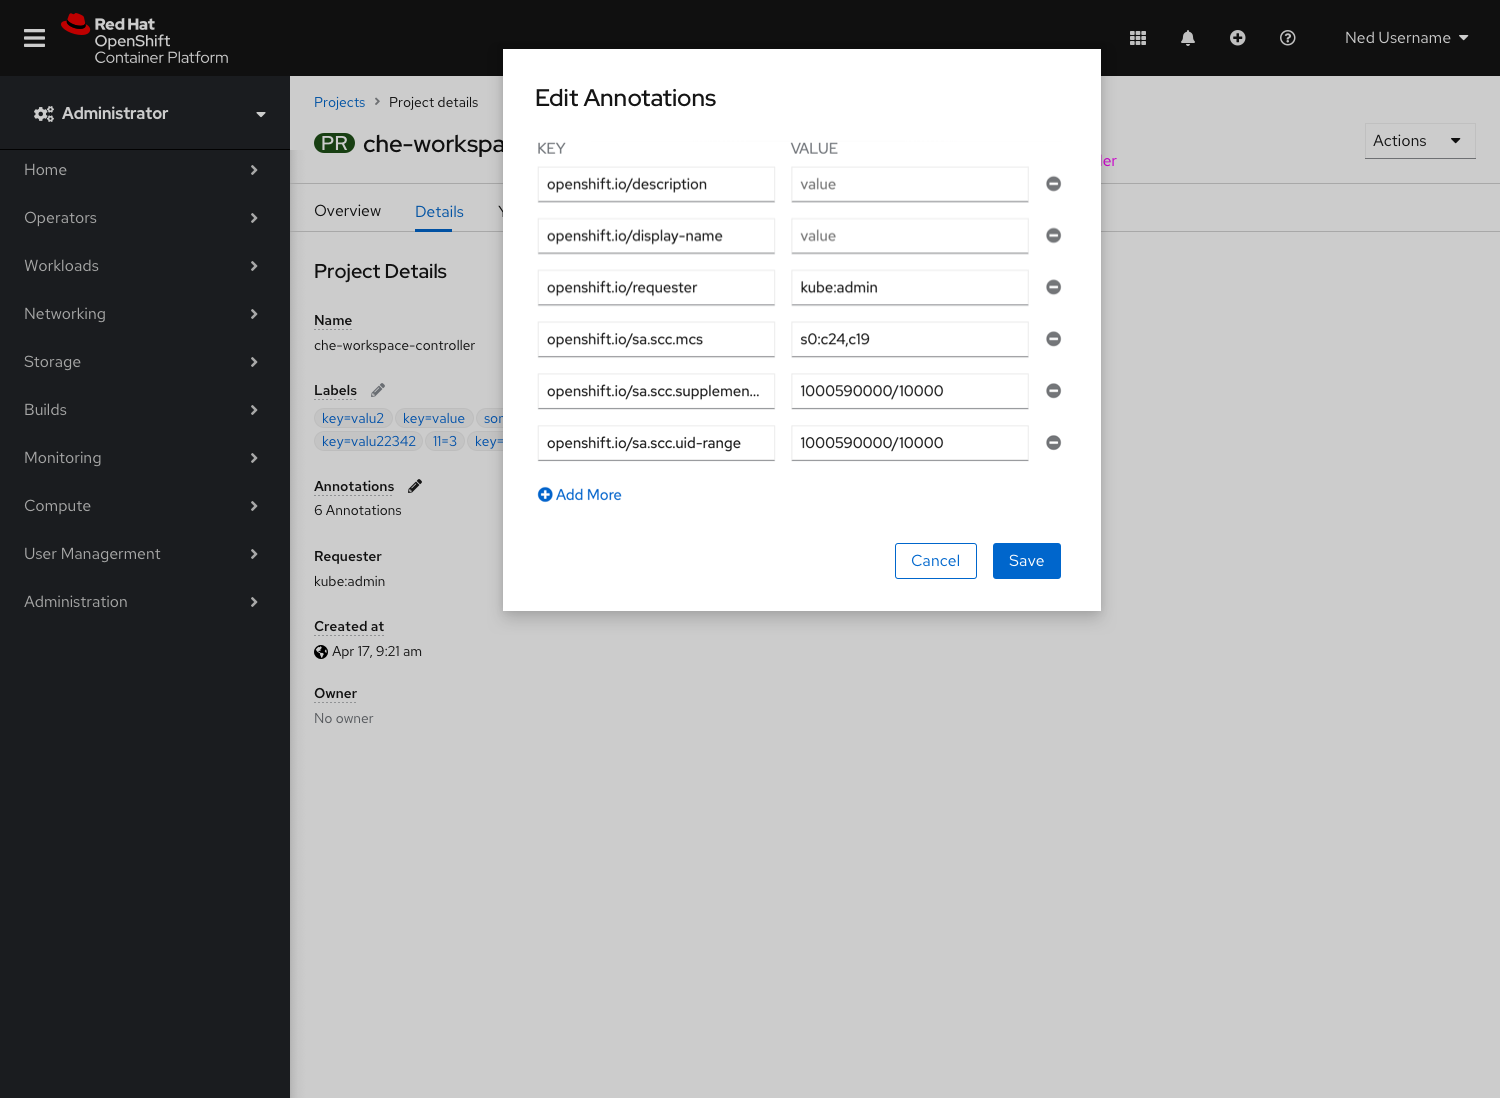 Red Hat
OpenShift
Container Platform
Ned Username
Administrator
Home
Operators
Workloads
Networking
Storage
Builds
Monitoring
Compute
User Managerment
Administration
Projects > Project details
PR che-workspa
er
Actions
Overview Details
Project Details
Name
che-workspace-controller
Labels
key=valu2 key=value sor
key=valu22342 11=3 key=
Annotations
6 Annotations
Requester
kube:admin
Created at
Apr 17, 9:21 am
Owner
No owner
Edit Annotations
KEY VALUE
openshift.io/description value
openshift.io/display-name value
openshift.io/requester kube:admin
openshift.io/sa.scc.mcs s0:c24,c19
openshift.io/sa.scc.supplemen... 1000590000/10000
openshift.io/sa.scc.uid-range 1000590000/10000
Add More
Cancel Save